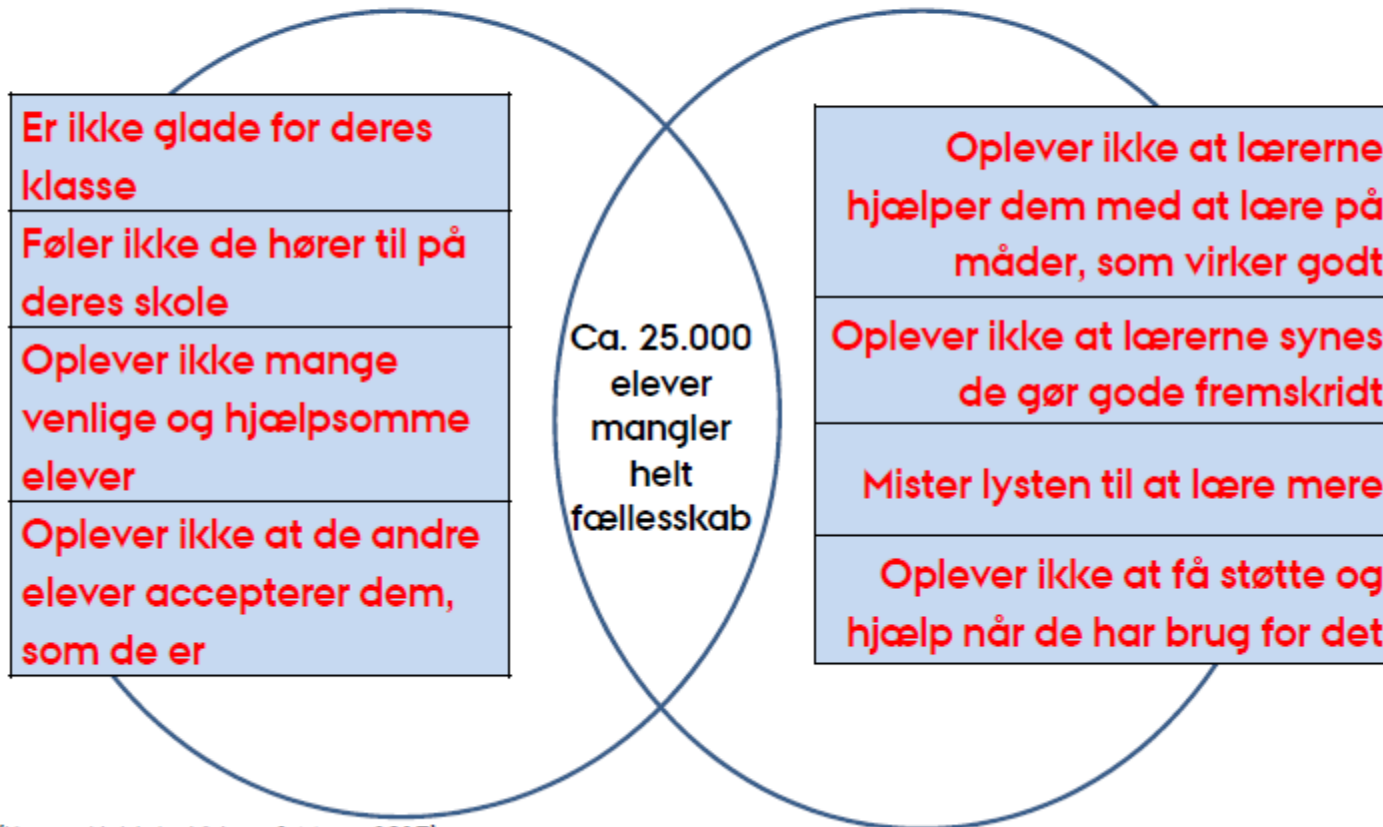 Er ikke glade for deres
klasse
Føler ikke de hører til på
deres skole
Oplever ikke mange
venlige og hjælpsomme
elever
Oplever ikke at de andre
elever accepterer dem,
som de er
Ca. 25.000
elever
mangler
helt
fællesskab
Oplever ikke at lærerne
hjælper dem med at lære på
måder, som virker godt
Oplever ikke at lærerne synes
de gør gode fremskridt
Mister lysten til at lære mere
Oplever ikke at få støtte og
hjælp når de har brug for det